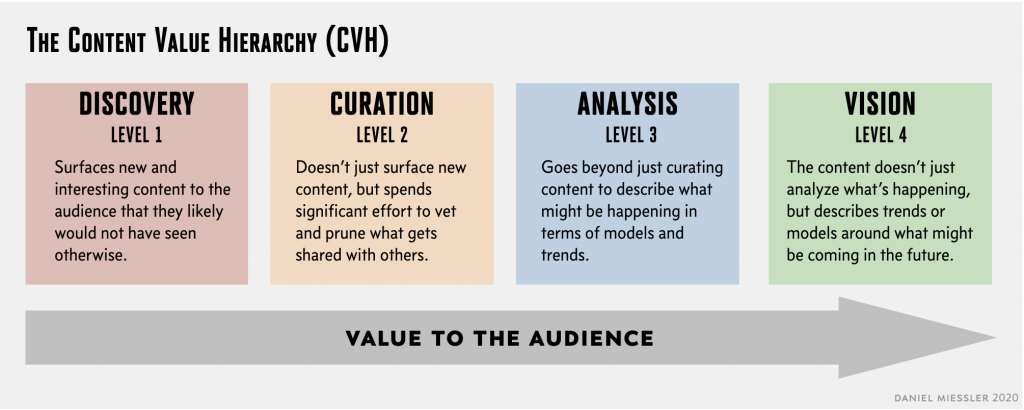 The Content Value Hierarchy (CVH)
DISCOVERY
LEVEL 1
Surfaces new and
interesting content to the
audience that they likely
would not have seen
otherwise.
CURATION
LEVEL 2
Doesn't just surface new
content, but spends
significant effort to vet
and prune what gets
shared with others.
ANALYSIS
LEVEL 3
Goes beyond just curating
content to describe what
might be happening in
terms of models and
trends.
VISION
LEVEL 4
The content doesn't just
analyze what's happening,
but describes trends or
models around what might
be coming in the future.
VALUE TO THE AUDIENCE
DANIEL MIESSLER 2020